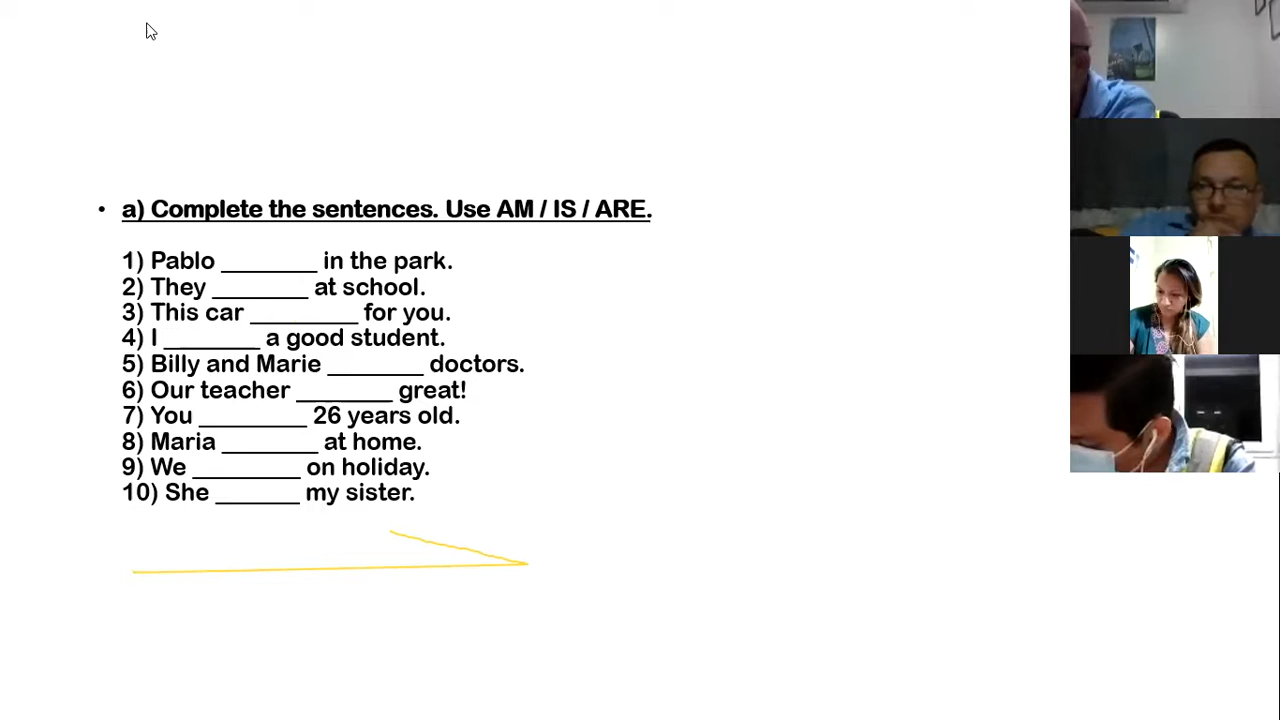 • a) Complete the sentences. Use AM / IS / ARE.
1) Pablo ________ in the park.
2) They ________ at school.
3) This car _________ for you.
4) I ________ a good student.
5) Billy and Marie ________ doctors.
6) Our teacher ________ great!
7) You _________ 26 years old.
8) Maria ________ at home.
9) We _________ on holiday.
10) She _______ my sister.